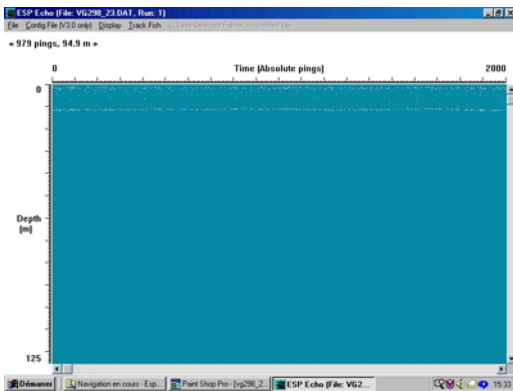 ESP Echo (File: VG298_23.DAT, Run: 1)
File Config File (V3.0 only) Display Track Fish
« 979 pings, 94.9 m »
0 Time (Absolute pings) 2000
0
Depth
(m)
125
Démarrer Navigation en cours - Esp... Paint Shop Pro - [vg298_2... ESP Echo (File: VG2... 15:33